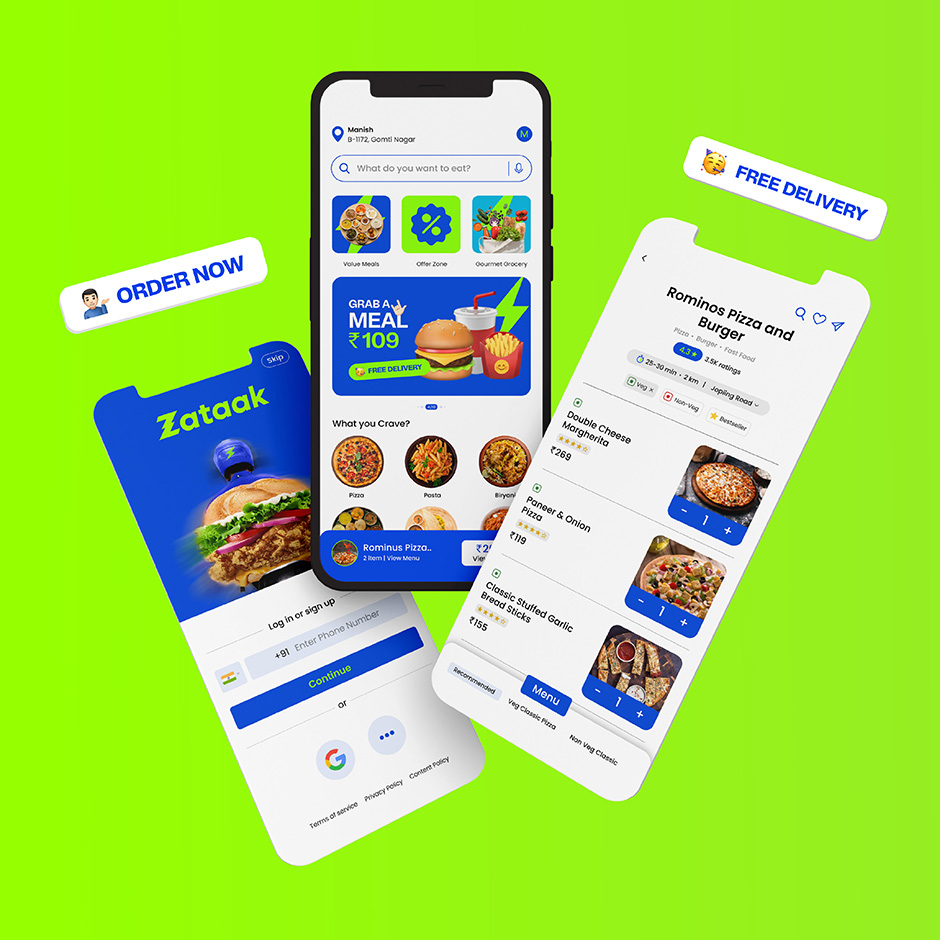 Manish
B-1172, Gomti Nagar
M
What do you want to eat?
Value Meals
Offer Zone
Gourmet Grocery
GRAB A
MEAL
₹109
FREE DELIVERY
What you Crave?
Pizza
Pasta
Biryani
Rominus Pizza..
2 Item | View Menu
FREE DELIVERY
ORDER NOW
Skip
Zataak
Log in or sign up
+91 Enter Phone Number
Continue
or
G
Terms of service Privacy Policy Content Policy
Rominos Pizza and
Burger
Pizza • Burger • Fast Food
4.3 ★ 3.5K ratings
25-30 min • 2 km | Jopling Road
Veg × Non-Veg Bestseller
Double Cheese
Margherita
₹269
- 1 +
Paneer & Onion
Pizza
₹119
- 1 +
Classic Stuffed Garlic
Bread Sticks
₹155
- 1 +
Recommended
Menu
Veg Classic Pizza
Non Veg Classic